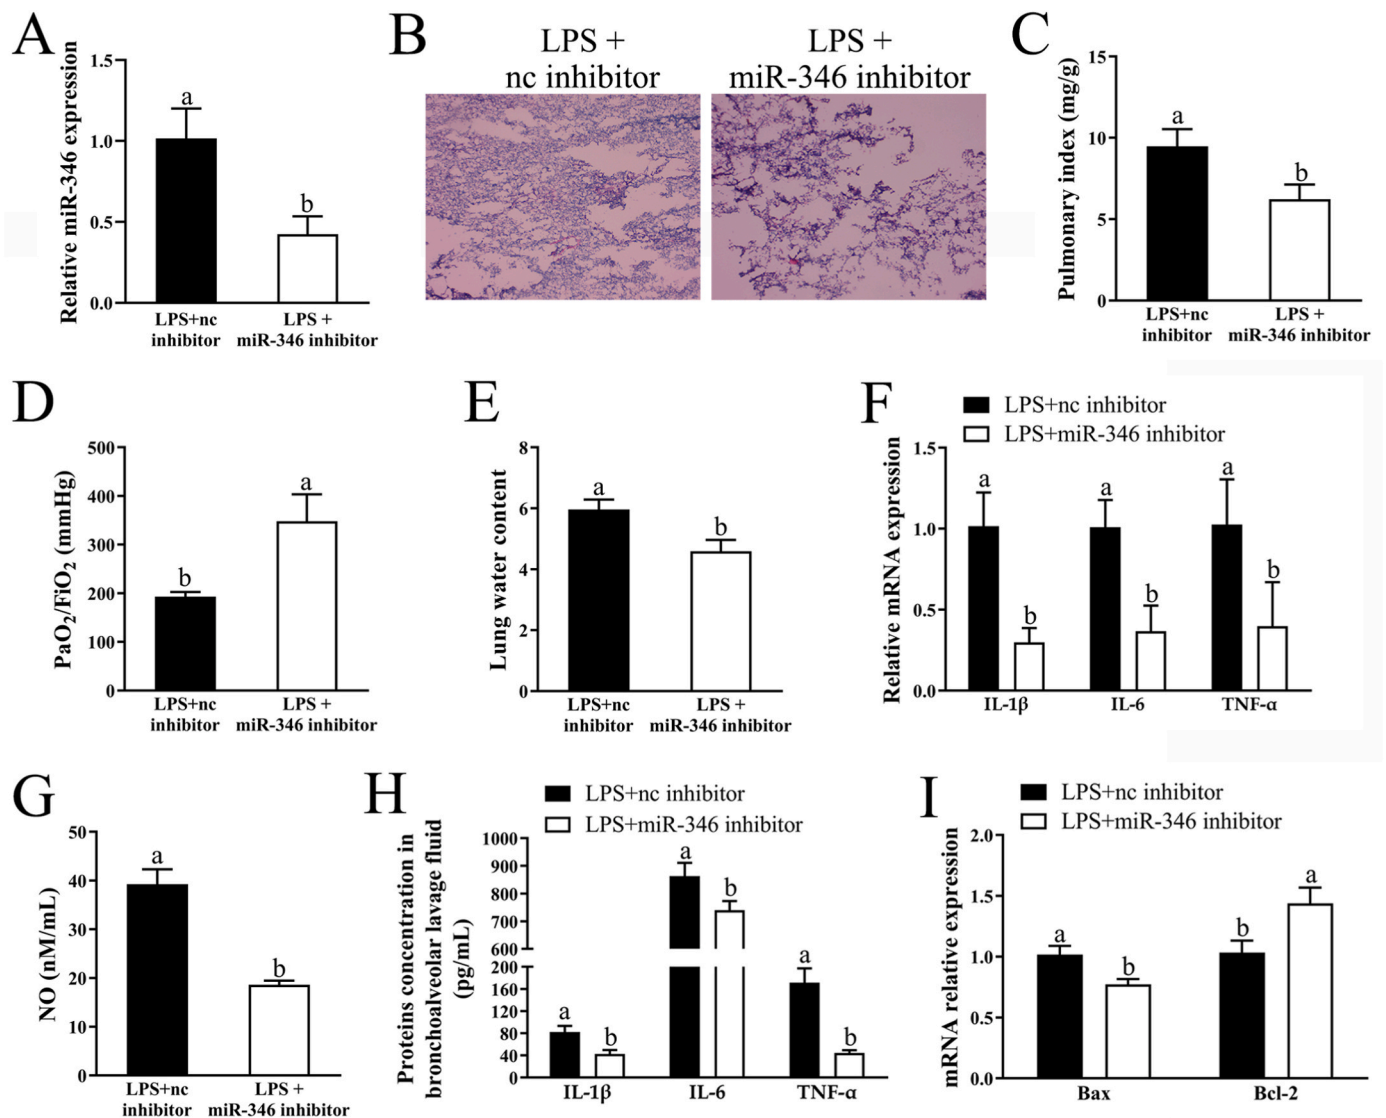 A
Relative miR-346 expression
1.5
1.0
0.5
0.0
a
b
LPS+nc
inhibitor
LPS +
miR-346 inhibitor
B
LPS +
nc inhibitor
LPS +
miR-346 inhibitor
C
Pulmonary index (mg/g)
15
10
5
0
a
b
LPS+nc
inhibitor
LPS +
miR-346 inhibitor
D
PaO2/FiO2 (mmHg)
500
400
300
200
100
0
b
a
LPS+nc
inhibitor
LPS +
miR-346 inhibitor
E
Lung water content
8
6
4
2
0
a
b
LPS+nc
inhibitor
LPS +
miR-346 inhibitor
F
LPS+nc inhibitor
LPS+miR-346 inhibitor
Relative mRNA expression
1.5
1.0
0.5
0.0
a
b
a
b
a
b
IL-1β
IL-6
TNF-α
G
NO (nM/mL)
50
40
30
20
10
0
a
b
LPS+nc
inhibitor
LPS +
miR-346 inhibitor
H
LPS+nc inhibitor
LPS+miR-346 inhibitor
Proteins concentration in
bronchoalveolar lavage fluid
(pg/mL)
1000
900
800
700
600
200
160
120
80
40
0
a
b
a
b
a
b
IL-1β
IL-6
TNF-α
I
LPS+nc inhibitor
LPS+miR-346 inhibitor
mRNA relative expression
2.0
1.5
1.0
0.5
0.0
a
b
b
a
Bax
Bcl-2